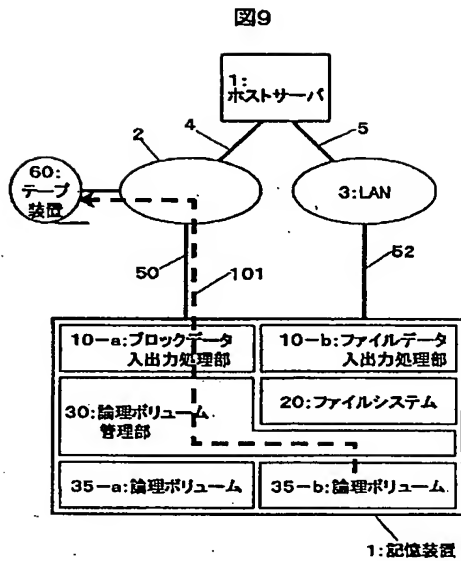 図9
1:
ホストサーバ
4
5
2
60:
テープ
装置
3:LAN
50
101
52
10-a:ブロックデータ
入出力処理部
10-b:ファイルデータ
入出力処理部
30:論理ボリューム
管理部
20:ファイルシステム
35-a:論理ボリューム
35-b:論理ボリューム
1:記憶装置